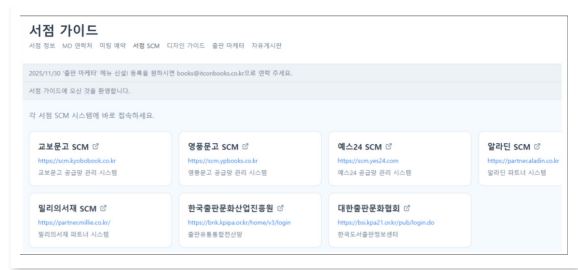 서점 가이드
서점 정보 MD 연락처 미팅 예약 서점 SCM 디자인 가이드 출판 마케터 자유게시판
2025/11/30 '출판 마케터' 메뉴 신설! 등록을 원하시면 books@itconbooks.co.kr으로 연락 주세요.
서점 가이드에 오신 것을 환영합니다.
각 서점 SCM 시스템에 바로 접속하세요.
교보문고 SCM
https://scm.kyobobook.co.kr
교보문고 공급망 관리 시스템
영풍문고 SCM
https://scm.ypbooks.co.kr
영풍문고 공급망 관리 시스템
예스24 SCM
https://scm.yes24.com
예스24 공급망 관리 시스템
알라딘 SCM
https://partner.aladin.co.kr
알라딘 파트너 시스템
밀리의서재 SCM
https://partner.millie.co.kr/
밀리의서재 파트너 시스템
한국출판문화산업진흥원
https://bnk.kpipa.or.kr/home/v3/login
출판유통통합전산망
대한출판문화협회
https://bis.kpa21.or.kr/pub/login.do
한국도서출판정보센터